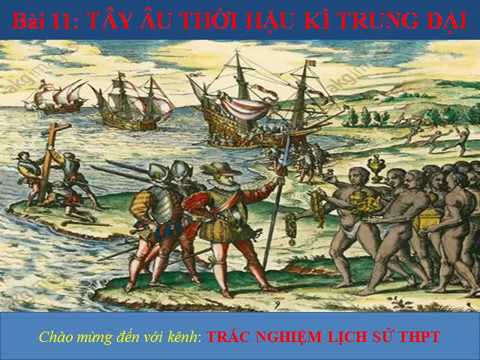 Bài 11: TÂY ÂU THỜI HẬU KÌ TRUNG ĐẠI
Chào mừng đến với kênh: TRẮC NGHIỆM LỊCH SỬ THPT